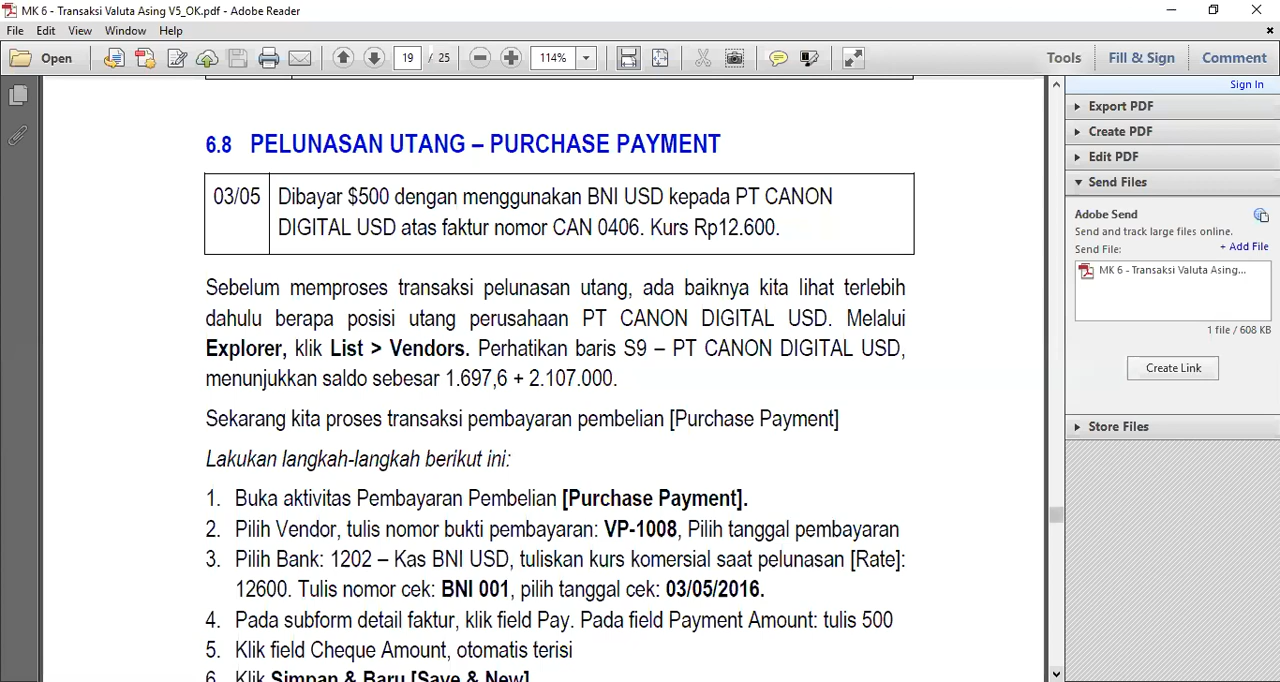 MK 6 - Transaksi Valuta Asing V5_OK.pdf - Adobe Reader
File Edit View Window Help
Open 19 / 25 114% Tools Fill & Sign Comment
Sign In
Export PDF
Create PDF
Edit PDF
Send Files
Adobe Send
Send and track large files online.
Send File: + Add File
MK 6 - Transaksi Valuta Asing...
1 file / 608 KB
Create Link
Store Files
6.8 PELUNASAN UTANG – PURCHASE PAYMENT
03/05 Dibayar $500 dengan menggunakan BNI USD kepada PT CANON
DIGITAL USD atas faktur nomor CAN 0406. Kurs Rp12.600.
Sebelum memproses transaksi pelunasan utang, ada baiknya kita lihat terlebih
dahulu berapa posisi utang perusahaan PT CANON DIGITAL USD. Melalui
Explorer, klik List > Vendors. Perhatikan baris S9 – PT CANON DIGITAL USD,
menunjukkan saldo sebesar 1.697,6 + 2.107.000.
Sekarang kita proses transaksi pembayaran pembelian [Purchase Payment]
Lakukan langkah-langkah berikut ini:
1. Buka aktivitas Pembayaran Pembelian [Purchase Payment].
2. Pilih Vendor, tulis nomor bukti pembayaran: VP-1008, Pilih tanggal pembayaran
3. Pilih Bank: 1202 – Kas BNI USD, tuliskan kurs komersial saat pelunasan [Rate]:
12600. Tulis nomor cek: BNI 001, pilih tanggal cek: 03/05/2016.
4. Pada subform detail faktur, klik field Pay. Pada field Payment Amount: tulis 500
5. Klik field Cheque Amount, otomatis terisi
6. Klik Simpan & Baru [Save & New]